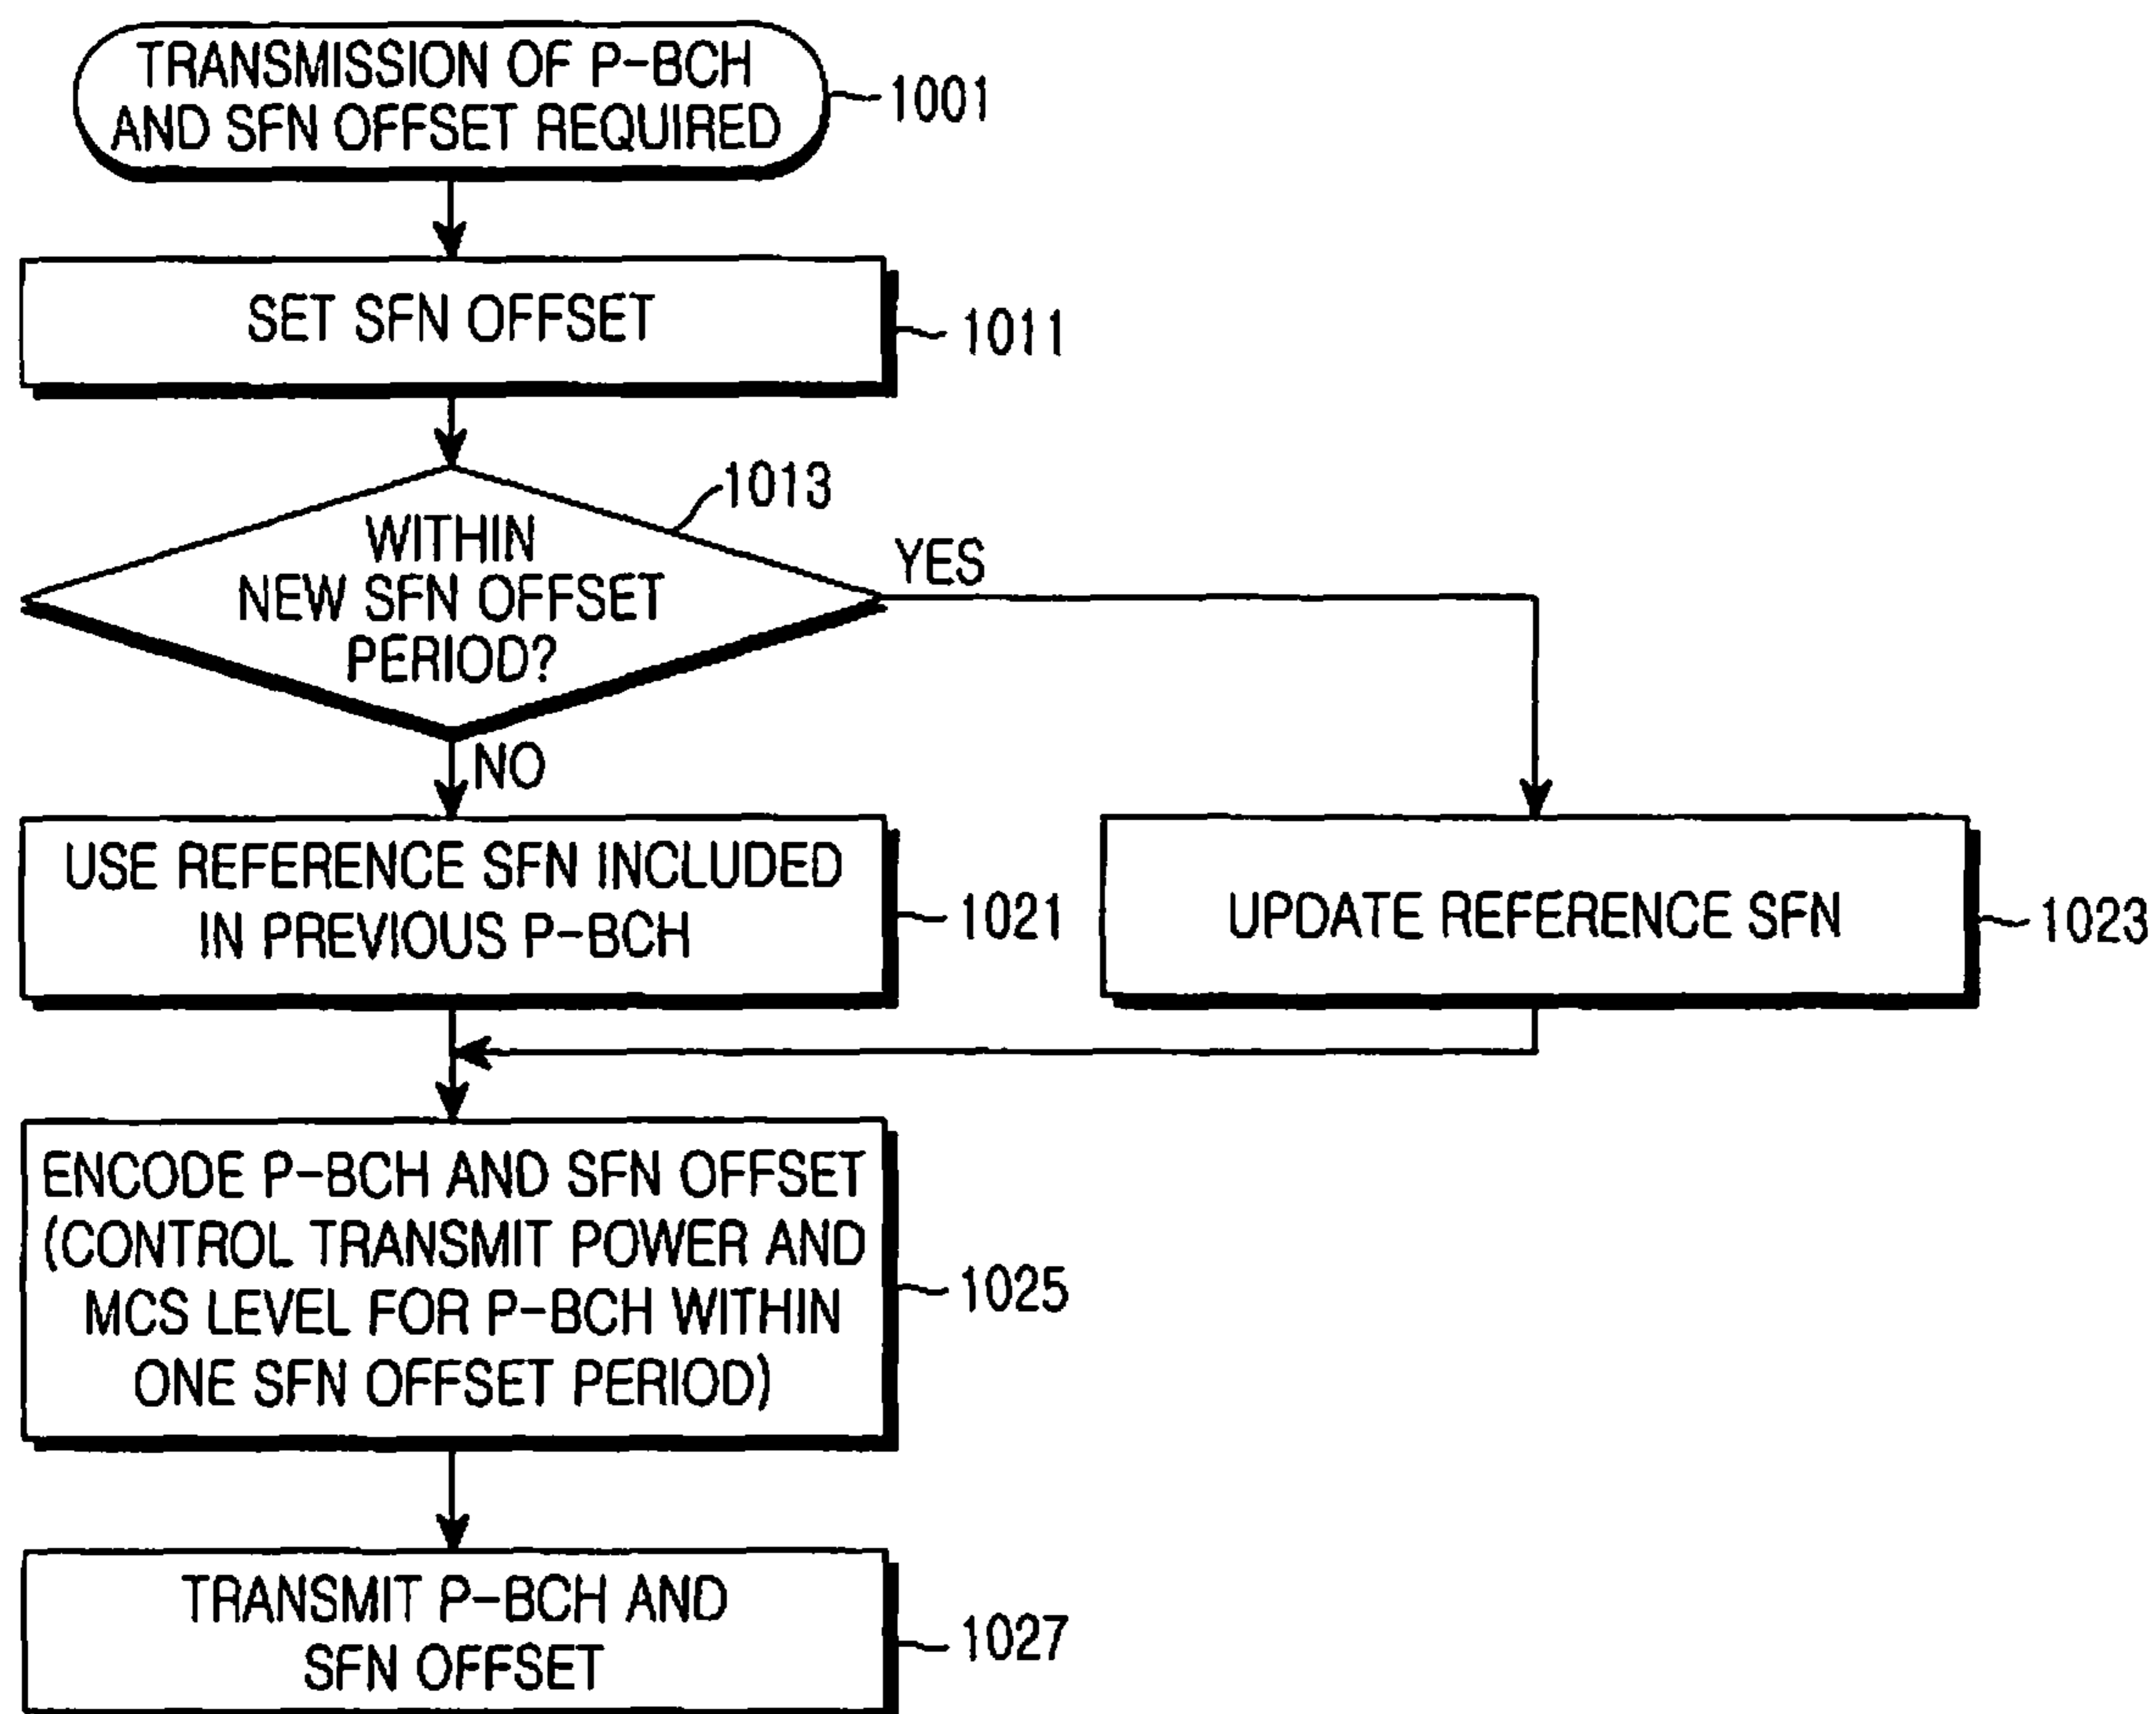 TRANSMISSION OF P-BCH
AND SFN OFFSET REQUIRED
1001
SET SFN OFFSET
1011
1013
WITHIN
NEW SFN OFFSET
PERIOD?
YES
NO
USE REFERENCE SFN INCLUDED
IN PREVIOUS P-BCH
1021
UPDATE REFERENCE SFN
1023
ENCODE P-BCH AND SFN OFFSET
(CONTROL TRANSMIT POWER AND
MCS LEVEL FOR P-BCH WITHIN
ONE SFN OFFSET PERIOD)
1025
TRANSMIT P-BCH AND
SFN OFFSET
1027